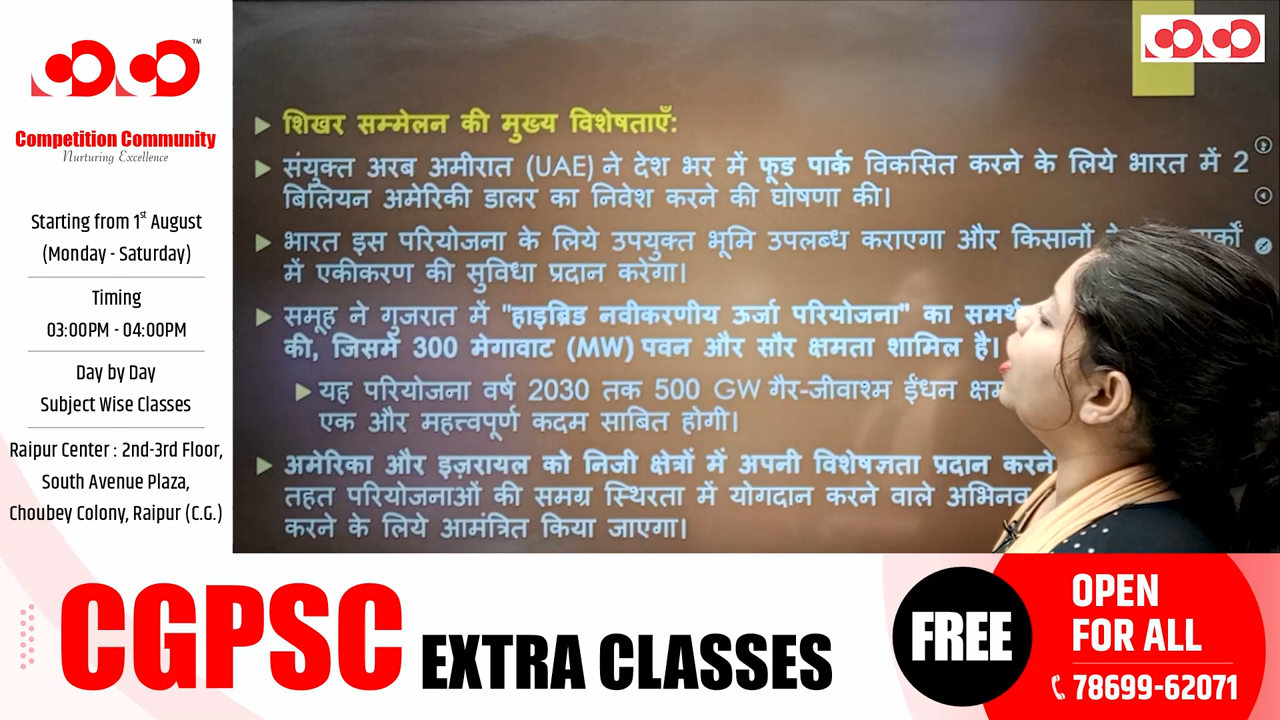 TM
Competition Community
Nurturing Excellence
Starting from 1st August
(Monday - Saturday)
Timing
03:00PM - 04:00PM
Day by Day
Subject Wise Classes
Raipur Center : 2nd-3rd Floor,
South Avenue Plaza,
Choubey Colony, Raipur (C.G.)
शिखर सम्मेलन की मुख्य विशेषताएँ:
संयुक्त अरब अमीरात (UAE) ने देश भर में फूड पार्क विकसित करने के लिये भारत में 2
बिलियन अमेरिकी डालर का निवेश करने की घोषणा की।
भारत इस परियोजना के लिये उपयुक्त भूमि उपलब्ध कराएगा और किसानों
में एकीकरण की सुविधा प्रदान करेगा।
समूह ने गुजरात में "हाइब्रिड नवीकरणीय ऊर्जा परियोजना" का
की, जिसमें 300 मेगावाट (MW) पवन और सौर क्षमता शामिल है।
यह परियोजना वर्ष 2030 तक 500 GW गैर-जीवाश्म ईंधन
एक और महत्त्वपूर्ण कदम साबित होगी।
अमेरिका और इज़रायल को निजी क्षेत्रों में अपनी विशेषज्ञता प्रदान करने
तहत परियोजनाओं की समग्र स्थिरता में योगदान करने वाले
करने के लिये आमंत्रित किया जाएगा।
CGPSC EXTRA CLASSES
FREE
OPEN
FOR ALL
78699-62071